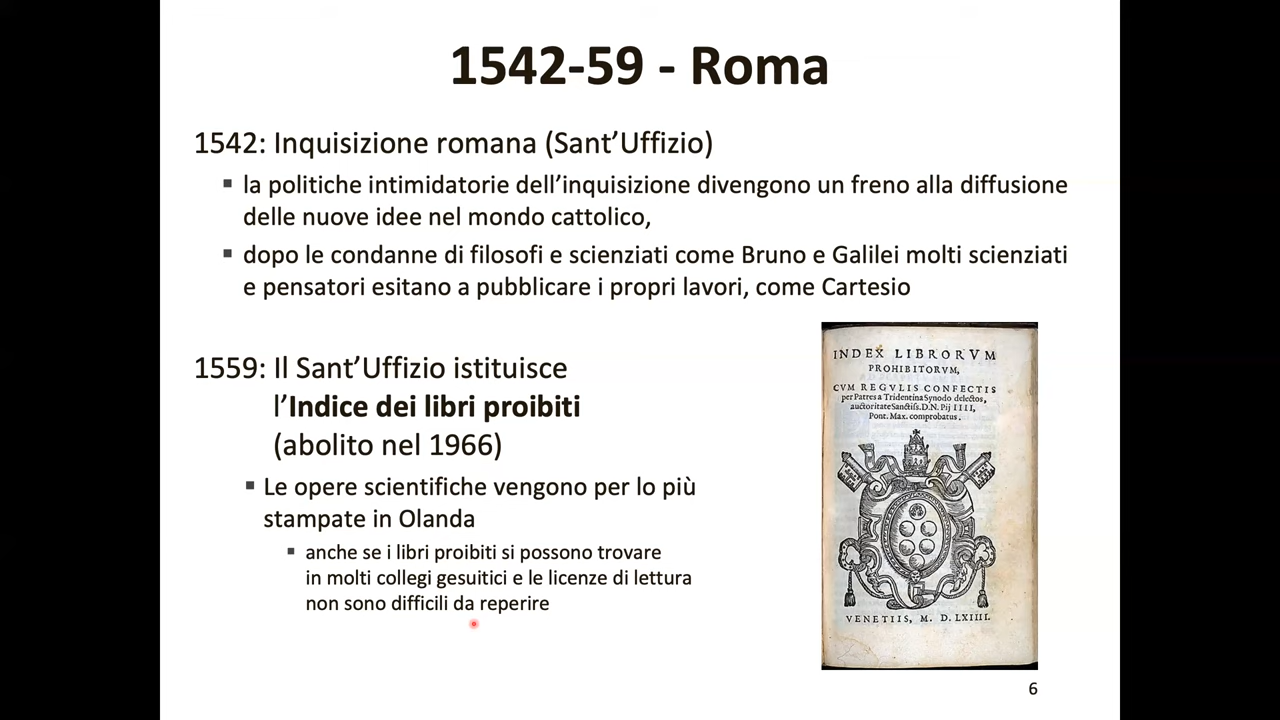 1542-59 - Roma
1542: Inquisizione romana (Sant’Uffizio)
▪ la politiche intimidatorie dell’inquisizione divengono un freno alla diffusione
delle nuove idee nel mondo cattolico,
▪ dopo le condanne di filosofi e scienziati come Bruno e Galilei molti scienziati
e pensatori esitano a pubblicare i propri lavori, come Cartesio
1559: Il Sant’Uffizio istituisce
l’Indice dei libri proibiti
(abolito nel 1966)
▪ Le opere scientifiche vengono per lo più
stampate in Olanda
▪ anche se i libri proibiti si possono trovare
in molti collegi gesuitici e le licenze di lettura
non sono difficili da reperire
INDEX LIBRORVM
PROHIBITORVM,
CVM REGVLIS CONFECTIS
per Patres a Tridentina Synodo delectos,
auctoritate Sanctiss. D.N. Pij IIII,
Pont. Max. comprobatus.
VENETIIS, M. D. LXIIII.
6